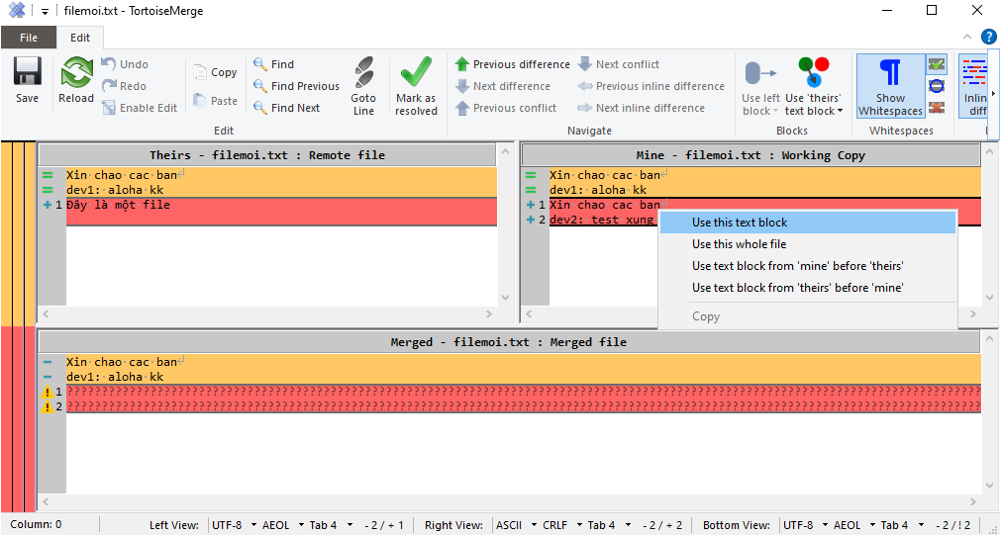 filemoi.txt - TortoiseMerge
File Edit
Save
Reload
Undo
Redo
Enable Edit
Copy
Paste
Find
Find Previous
Find Next
Goto Line
Mark as resolved
Edit
Previous difference
Next difference
Previous conflict
Next conflict
Previous inline difference
Next inline difference
Navigate
Use left block
Use 'theirs' text block
Blocks
Show Whitespaces
Whitespaces
Inlin
diff
Theirs - filemoi.txt : Remote file
Xin chao cac ban
dev1: aloha kk
1 Đây là một file
Mine - filemoi.txt : Working Copy
Xin chao cac ban
dev1: aloha kk
1 Xin chao cac ban
2 dev2: test xung
Use this text block
Use this whole file
Use text block from 'mine' before 'theirs'
Use text block from 'theirs' before 'mine'
Copy
Merged - filemoi.txt : Merged file
Xin chao cac ban
dev1: aloha kk
1
2
Column: 0 Left View: UTF-8 AEOL Tab 4 - 2 / + 1 Right View: ASCII CRLF Tab 4 - 2 / + 2 Bottom View: UTF-8 AEOL Tab 4 - 2 / ! 2